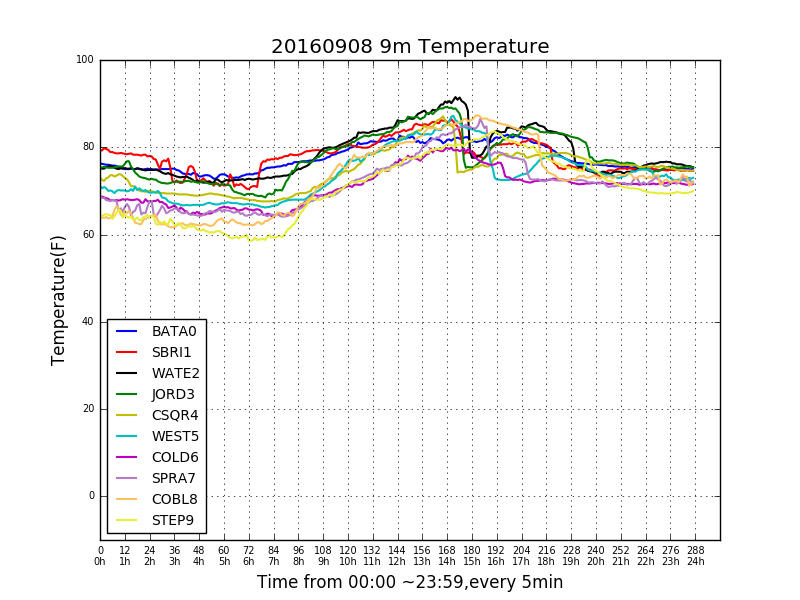 20160908 9m Temperature
100
80
60
40
20
0
Temperature(F)
BATA0
SBRI1
WATE2
JORD3
CSQR4
WEST5
COLD6
SPRA7
COBL8
STEP9
0 12 24 36 48 60 72 84 96 108 120 132 144 156 168 180 192 204 216 228 240 252 264 276 288
0h 1h 2h 3h 4h 5h 6h 7h 8h 9h 10h 11h 12h 13h 14h 15h 16h 17h 18h 19h 20h 21h 22h 23h 24h
Time from 00:00 ~23:59,every 5min